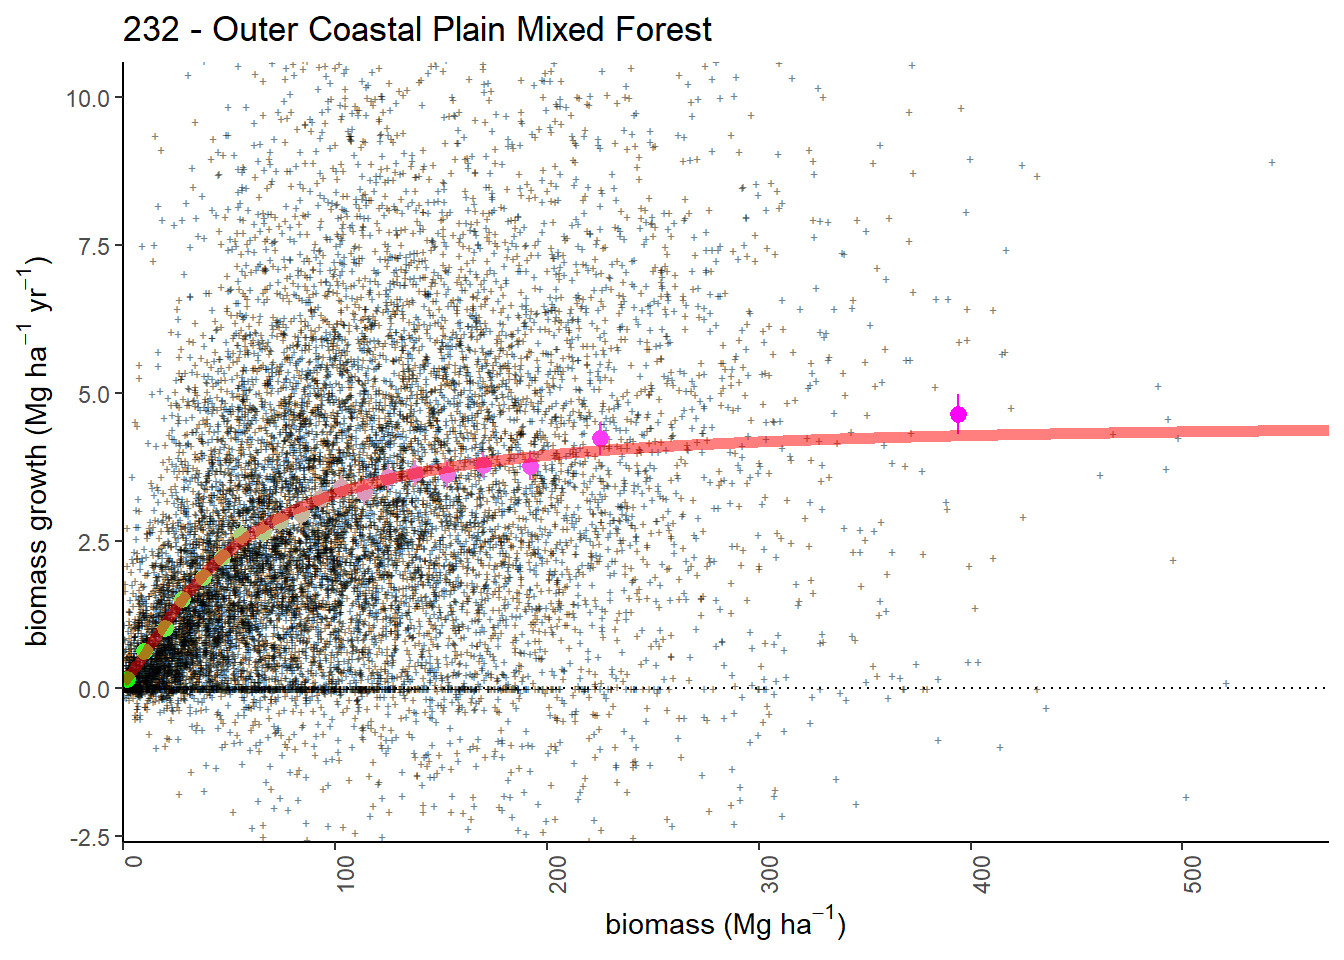 232 - Outer Coastal Plain Mixed Forest
biomass growth (Mg ha⁻¹ yr⁻¹)
10.0
7.5
5.0
2.5
0.0
-2.5
0 100 200 300 400 500
biomass (Mg ha⁻¹)